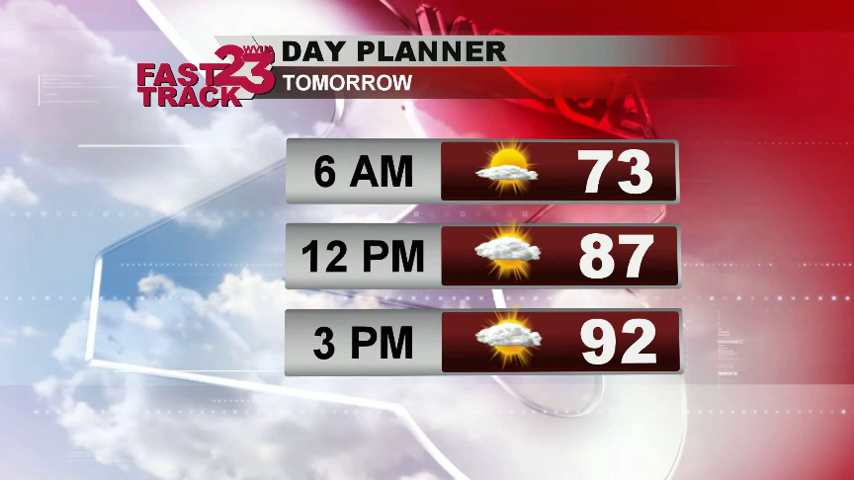 WVUA
23
FAST
TRACK
DAY PLANNER
TOMORROW
6 AM 73
12 PM 87
3 PM 92